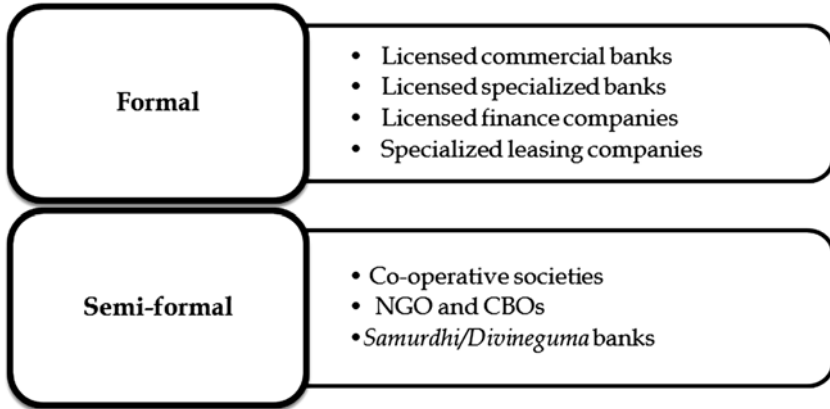 Formal
• Licensed commercial banks
• Licensed specialized banks
• Licensed finance companies
• Specialized leasing companies
Semi-formal
• Co-operative societies
• NGO and CBOs
• Samurdhi/Divineguma banks